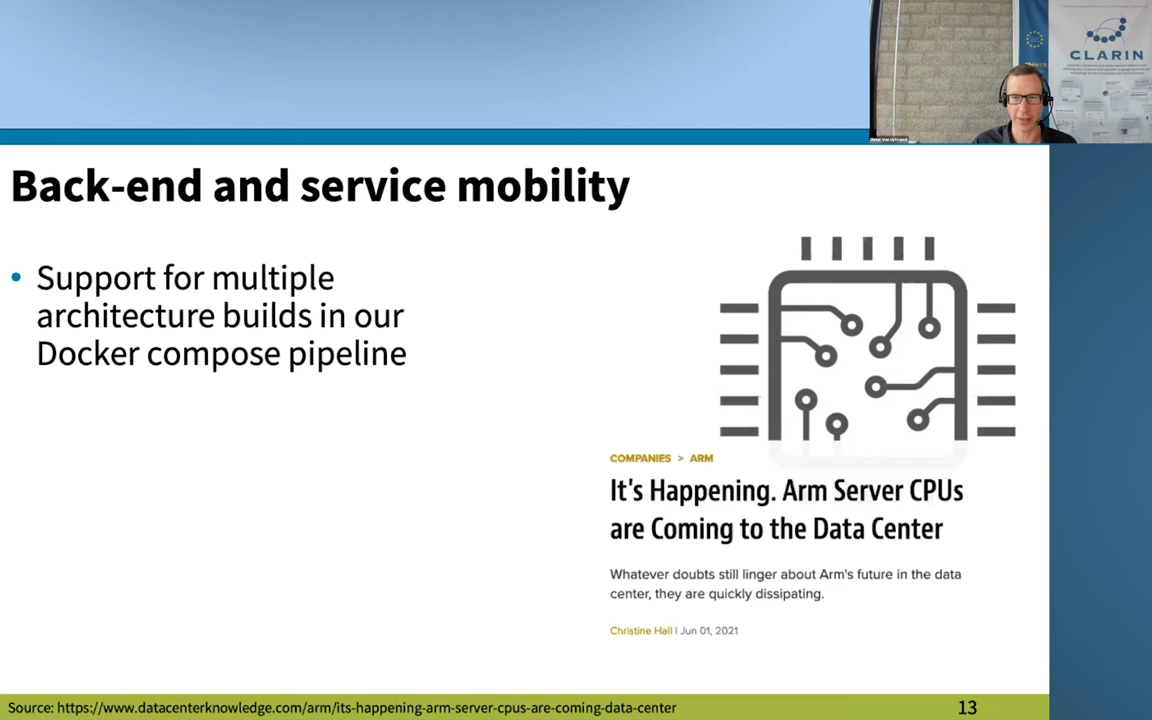 CLARIN
Back-end and service mobility
• Support for multiple
architecture builds in our
Docker compose pipeline
COMPANIES > ARM
It's Happening. Arm Server CPUs
are Coming to the Data Center
Whatever doubts still linger about Arm's future in the data
center, they are quickly dissipating.
Christine Hall | Jun 01, 2021
Source: https://www.datacenterknowledge.com/arm/its-happening-arm-server-cpus-are-coming-data-center
13